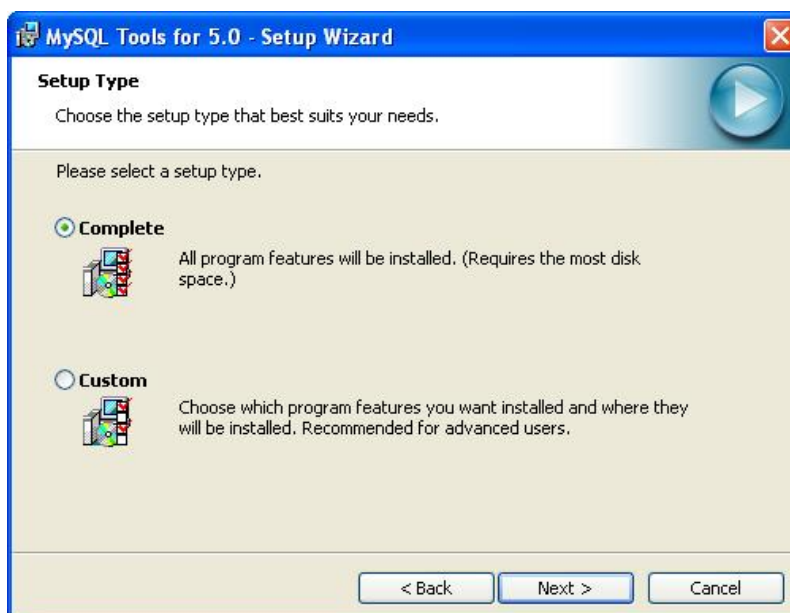 MySQL Tools for 5.0 - Setup Wizard
Setup Type
Choose the setup type that best suits your needs.
Please select a setup type.
Complete
All program features will be installed. (Requires the most disk
space.)
Custom
Choose which program features you want installed and where they
will be installed. Recommended for advanced users.
< Back
Next >
Cancel